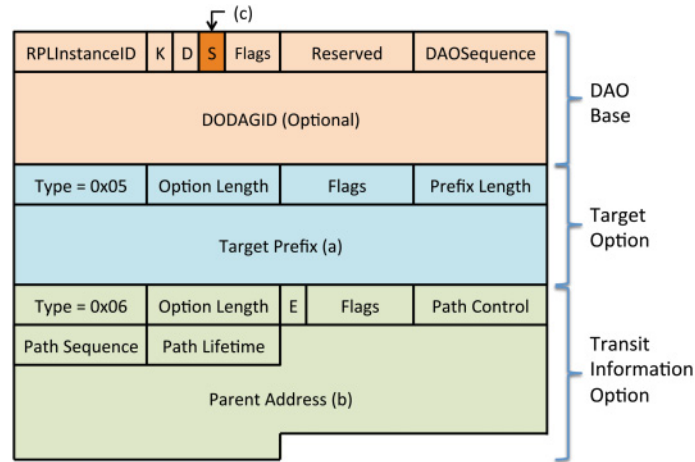 (c)
RPLInstanceID K D S Flags Reserved DAOSequence
DODAGID (Optional)
DAO
Base
Type = 0x05 Option Length Flags Prefix Length
Target Prefix (a)
Target
Option
Type = 0x06 Option Length E Flags Path Control
Path Sequence Path Lifetime
Parent Address (b)
Transit
Information
Option